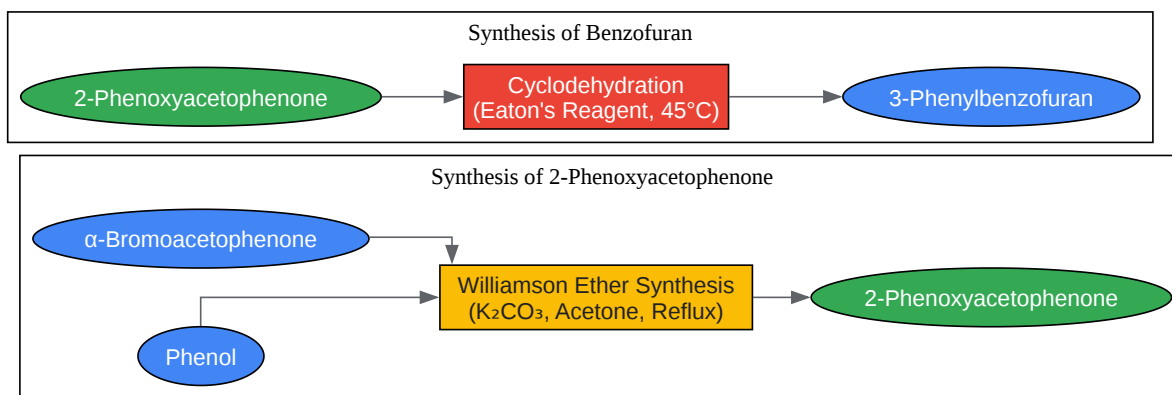 Synthesis of Benzofuran
2-Phenoxyacetophenone
Cyclodehydration
(Eaton's Reagent, 45°C)
3-Phenylbenzofuran
Synthesis of 2-Phenoxyacetophenone
α-Bromoacetophenone
Williamson Ether Synthesis
(K₂CO₃, Acetone, Reflux)
2-Phenoxyacetophenone
Phenol